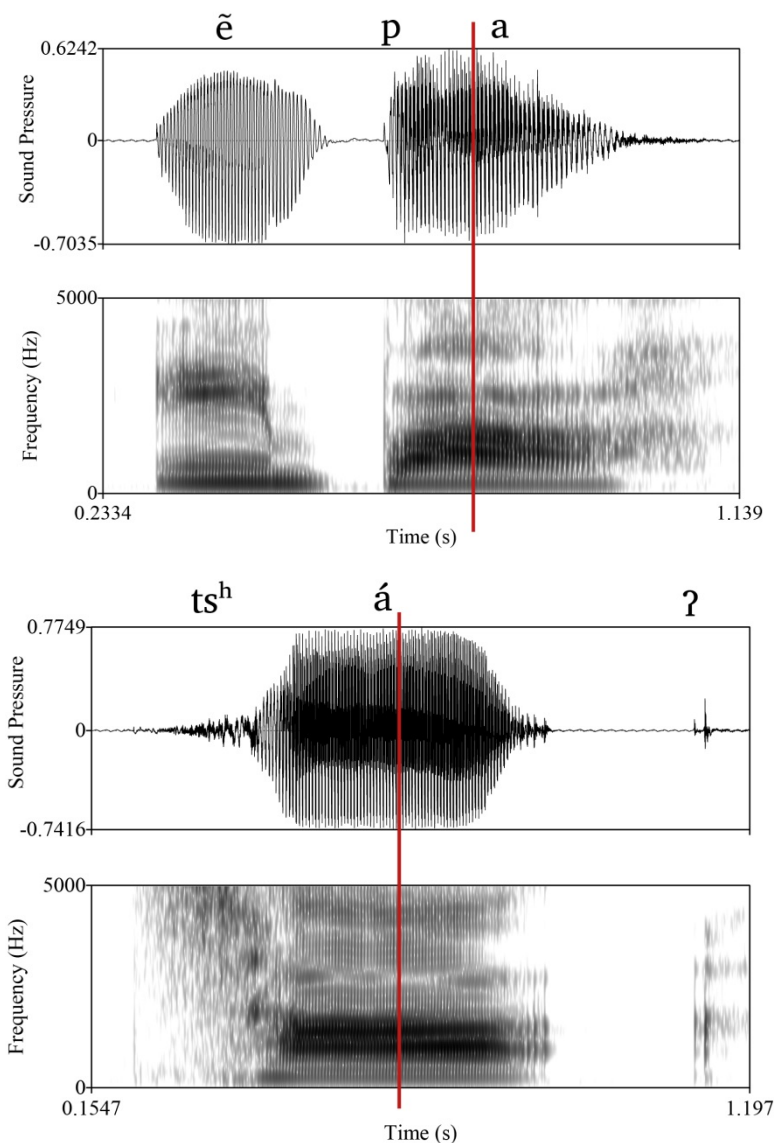 ẽ p a
0.6242
Sound Pressure
0
-0.7035
5000
Frequency (Hz)
0
0.2334 1.139
Time (s)
tsʰ á ʔ
0.7749
Sound Pressure
0
-0.7416
5000
Frequency (Hz)
0
0.1547 1.197
Time (s)